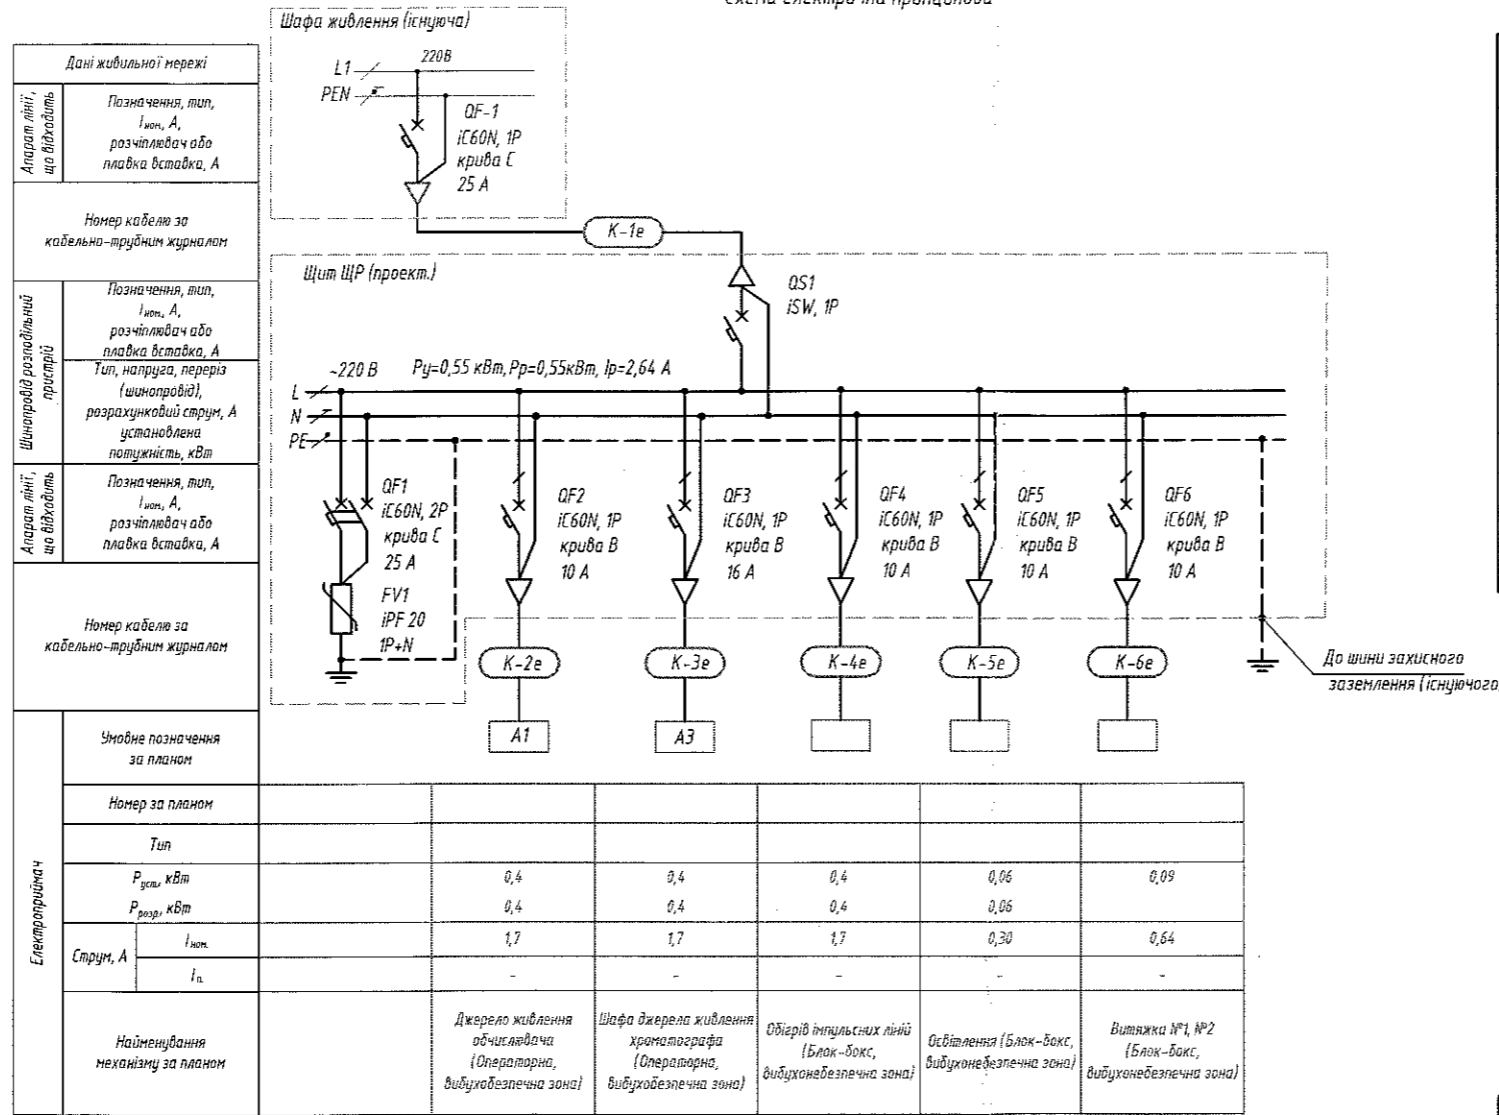 Шафа живлення (існуюча)
L1
220В
PEN
QF-1
iC60N, 1P
крива С
25 А
К-1е
Щит ЩР (проект.)
QS1
iSW, 1P
~220 В
Ру=0,55 кВт, Рр=0,55кВт, Ір=2,64 А
L
N
PE
QF1
iC60N, 2P
крива С
25 А
FV1
iPF 20
1P+N
QF2
iC60N, 1P
крива В
10 А
QF3
iC60N, 1P
крива В
16 А
QF4
iC60N, 1P
крива В
10 А
QF5
iC60N, 1P
крива В
10 А
QF6
iC60N, 1P
крива В
10 А
К-2е
К-3е
К-4е
К-5е
К-6е
До шини захисного
заземлення (існуючого
А1
А3
Дані живильної мережі
Апарат лінії,
що відходить
Позначення, тип,
Iном, А,
розчіплювач або
плавка вставка, А
Номер кабелю за
кабельно-трубним журналом
Шинопровід розподільний
пристрій
Позначення, тип,
Iном, А,
розчіплювач або
плавка вставка, А
Тип, напруга, переріз
(шинопровід),
розрахунковий струм, А
установлена
потужність, кВт
Апарат лінії,
що відходить
Позначення, тип,
Iном, А,
розчіплювач або
плавка вставка, А
Номер кабелю за
кабельно-трубним журналом
Електроприймач
Умовне позначення
за планом
Номер за планом
Тип
Руст, кВт
0,4 0,4 0,4 0,06 0,09
Ррозр, кВт
0,4 0,4 0,4 0,06
Струм, А
Iном.
1,7 1,7 1,7 0,30 0,64
Iп.
- - - - -
Найменування
механізму за планом
Джерело живлення
обчислювача
(Операторна,
вибухобезпечна зона)
Шафа джерела живлення
хроматографа
(Операторна,
вибухобезпечна зона)
Обігрів імпульсних ліній
(Блок-бокс,
вибухонебезпечна зона)
Освітлення (Блок-бокс,
вибухонебезпечна зона)
Витяжка №1, №2
(Блок-бокс,
вибухонебезпечна зона)